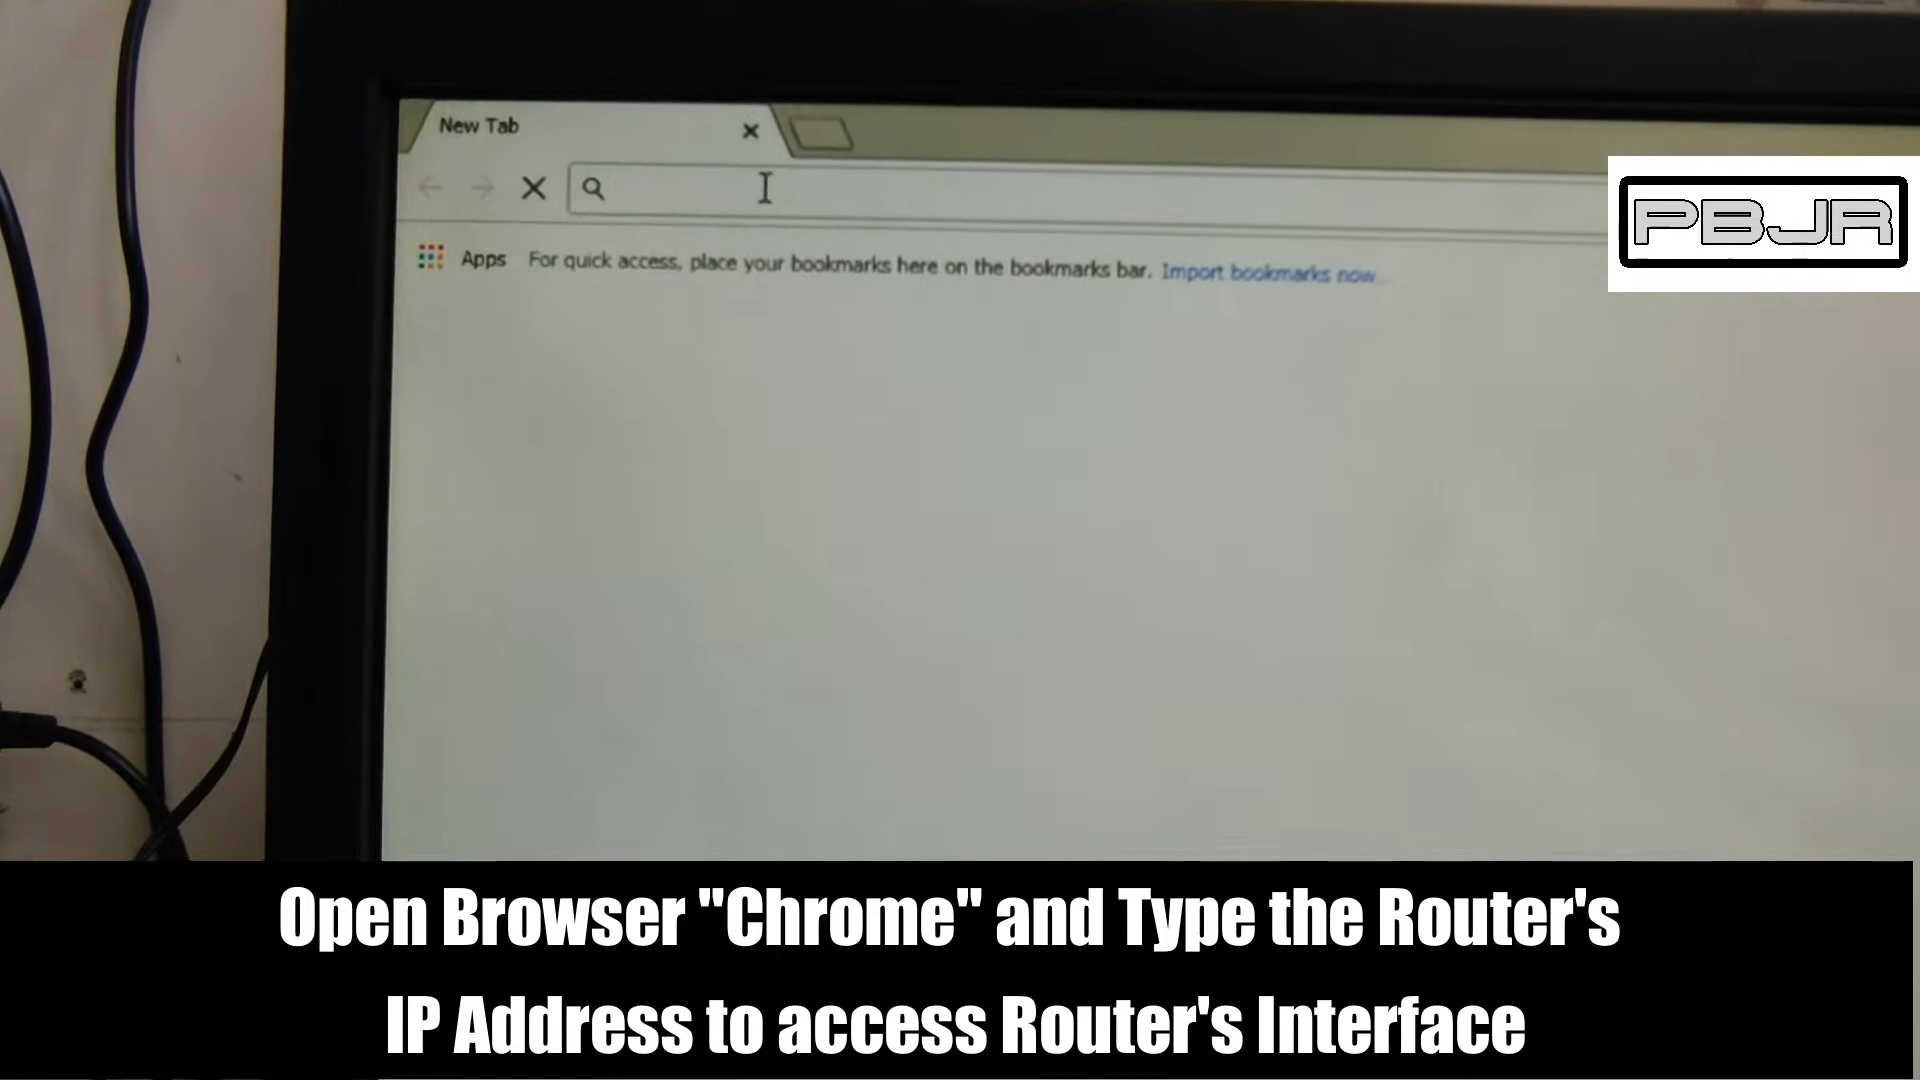 New Tab
Apps For quick access, place your bookmarks here on the bookmarks bar. Import bookmarks now...
PBJR
Open Browser "Chrome" and Type the Router's
IP Address to access Router's Interface